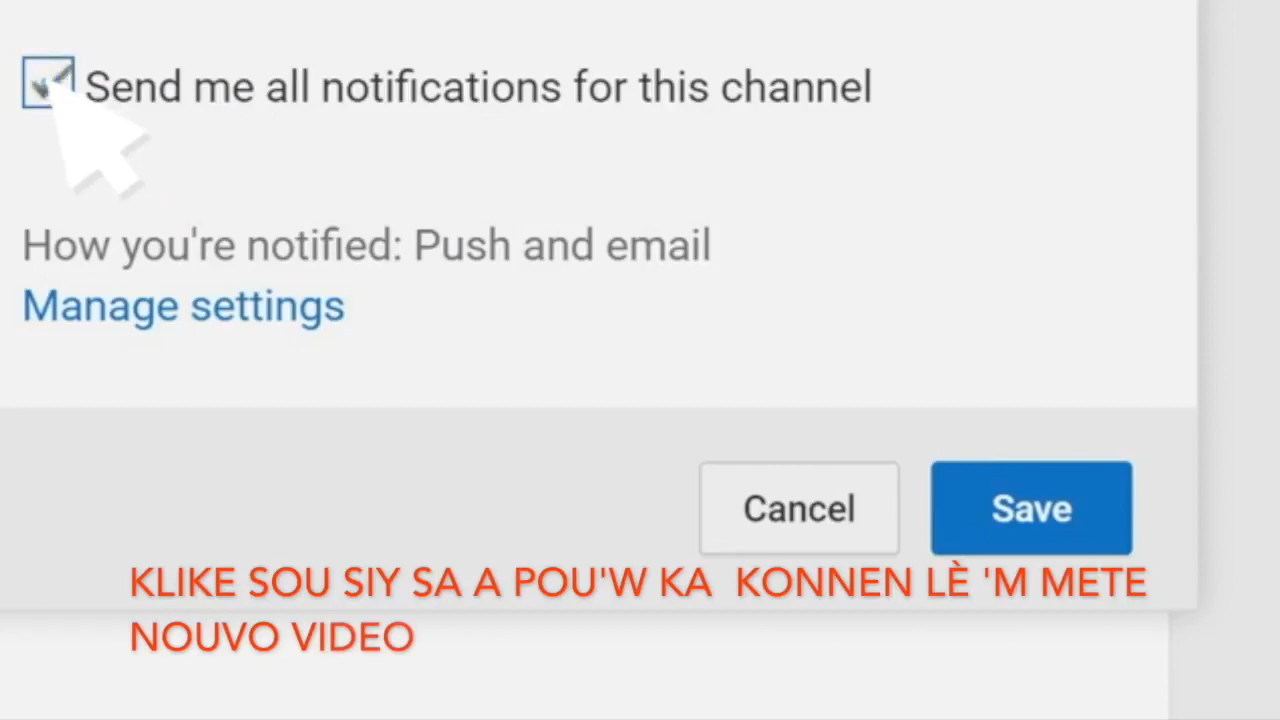 Send me all notifications for this channel
How you're notified: Push and email
Manage settings
Cancel Save
KLIKE SOU SIY SA A POU'W KA KONNEN LÈ 'M METE
NOUVO VIDEO